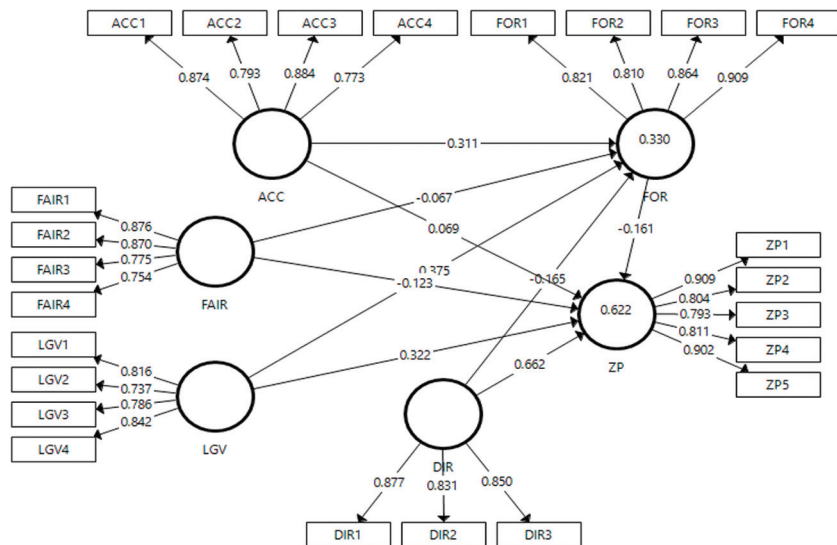 ACC1
ACC2
ACC3
ACC4
FOR1
FOR2
FOR3
FOR4
0.874
0.793
0.884
0.773
0.821
0.810
0.864
0.909
ACC
0.311
0.330
FOR
FAIR1
FAIR2
FAIR3
FAIR4
0.876
0.870
0.775
0.754
FAIR
-0.067
0.069
0.375
-0.123
-0.165
-0.161
LGV1
LGV2
LGV3
LGV4
0.816
0.737
0.786
0.842
LGV
0.322
0.662
0.622
ZP
0.909
0.804
0.793
0.811
0.902
ZP1
ZP2
ZP3
ZP4
ZP5
DIR
0.877
0.831
0.850
DIR1
DIR2
DIR3